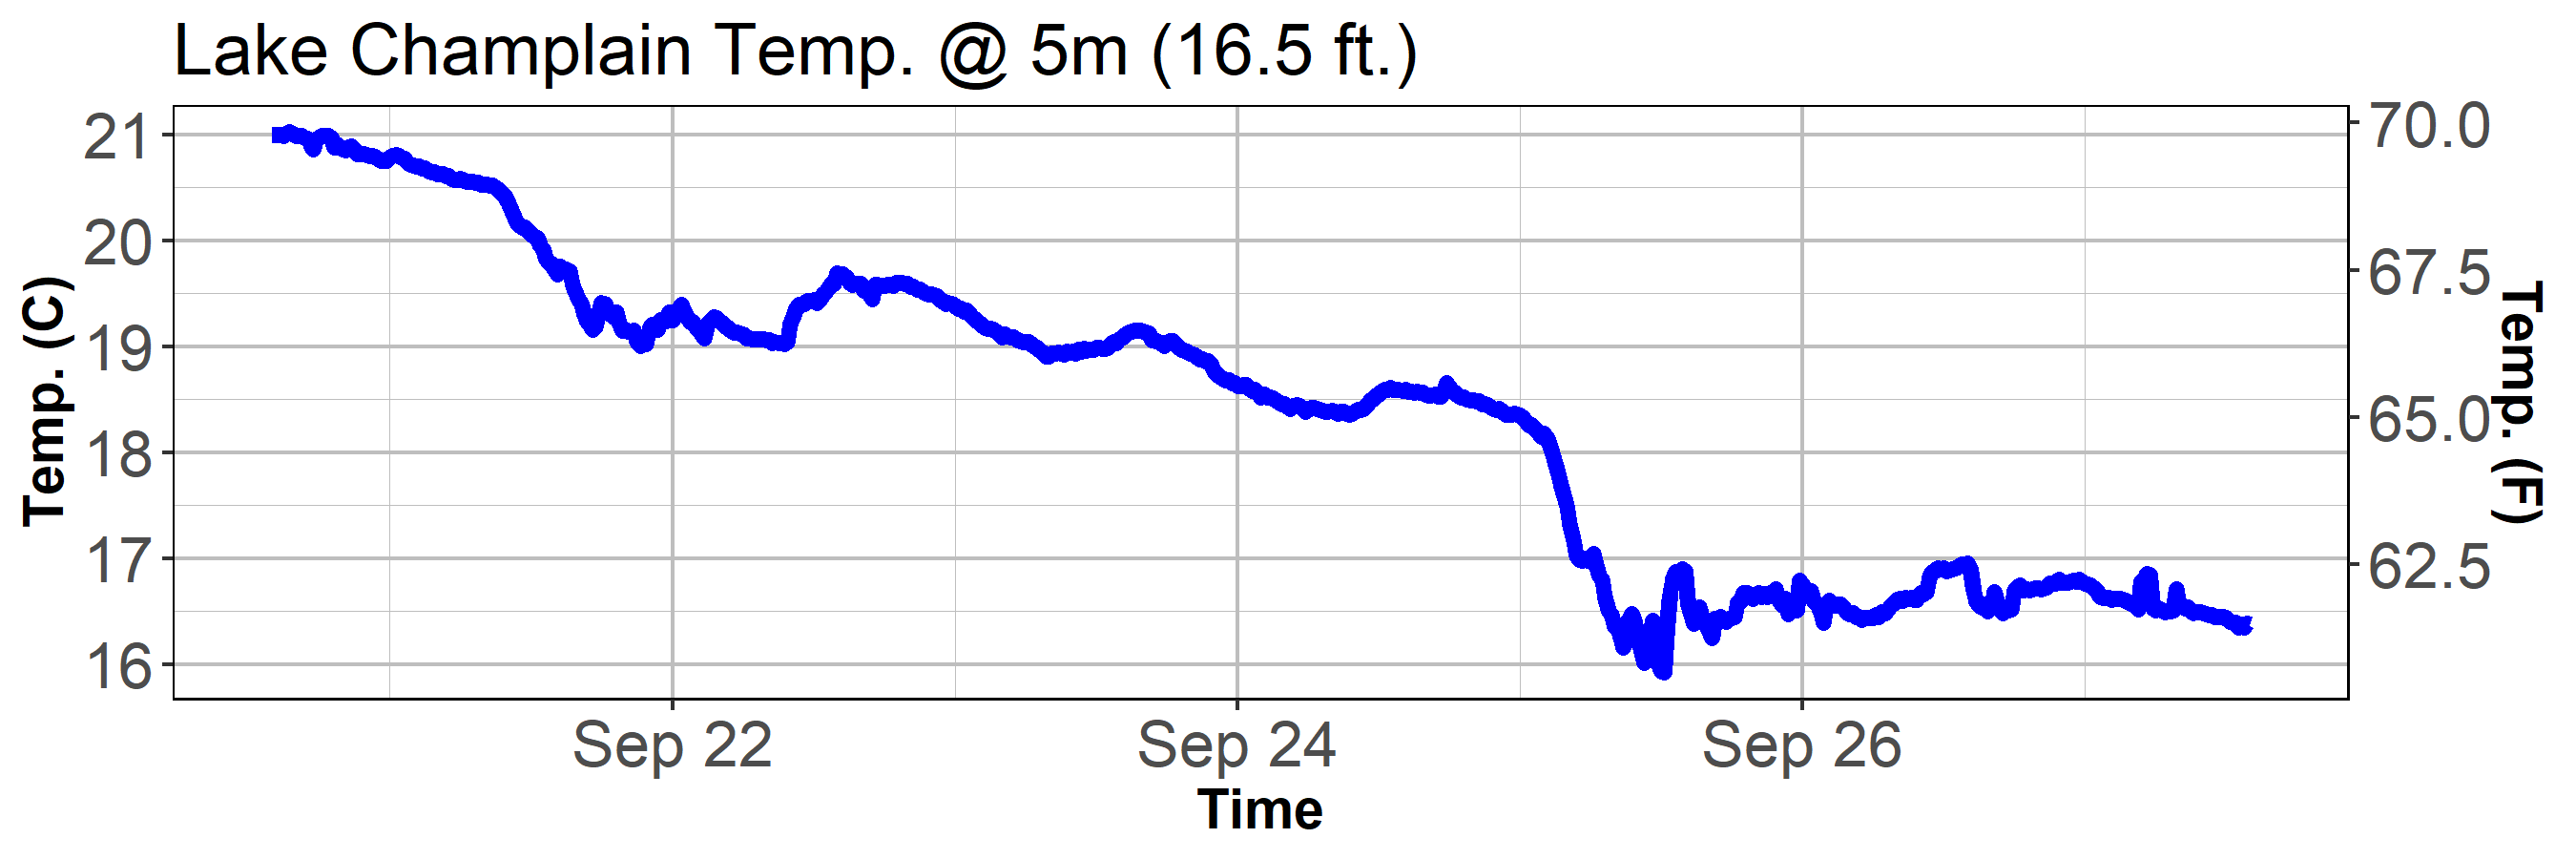 Lake Champlain Temp. @ 5m (16.5 ft.)
Temp. (C)
21
20
19
18
17
16
70.0
67.5
65.0
62.5
Temp. (F)
Sep 22
Sep 24
Sep 26
Time